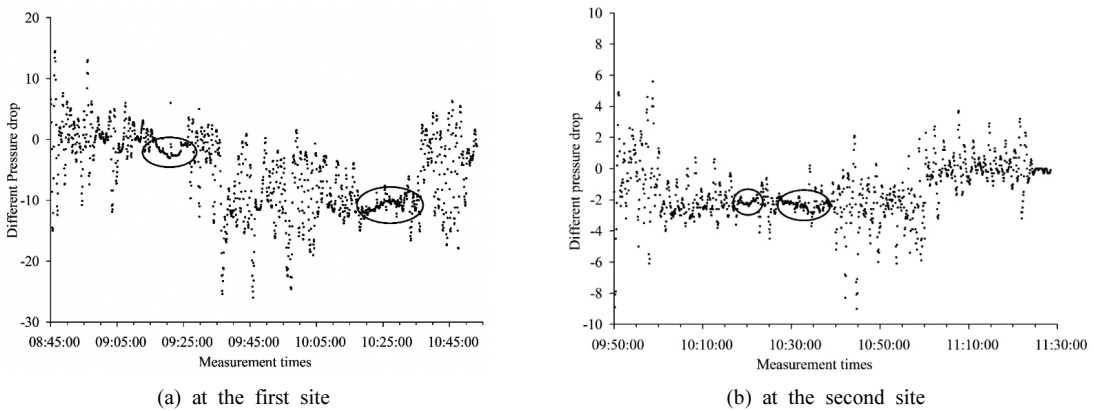 20
10
0
-10
-20
-30
Different Pressure drop
08:45:00 09:05:00 09:25:00 09:45:00 10:05:00 10:25:00 10:45:00
Measurement times
(a) at the first site
10
8
6
4
2
0
-2
-4
-6
-8
-10
Different pressure drop
09:50:00 10:10:00 10:30:00 10:50:00 11:10:00 11:30:00
Measurement times
(b) at the second site